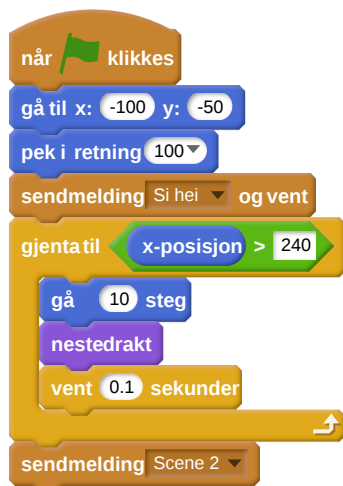 når klikkes
gå til x: -100 y: -50
pek i retning 100
sendmelding Si hei og vent
gjenta til x-posisjon > 240
gå 10 steg
nestedrakt
vent 0.1 sekunder
sendmelding Scene 2